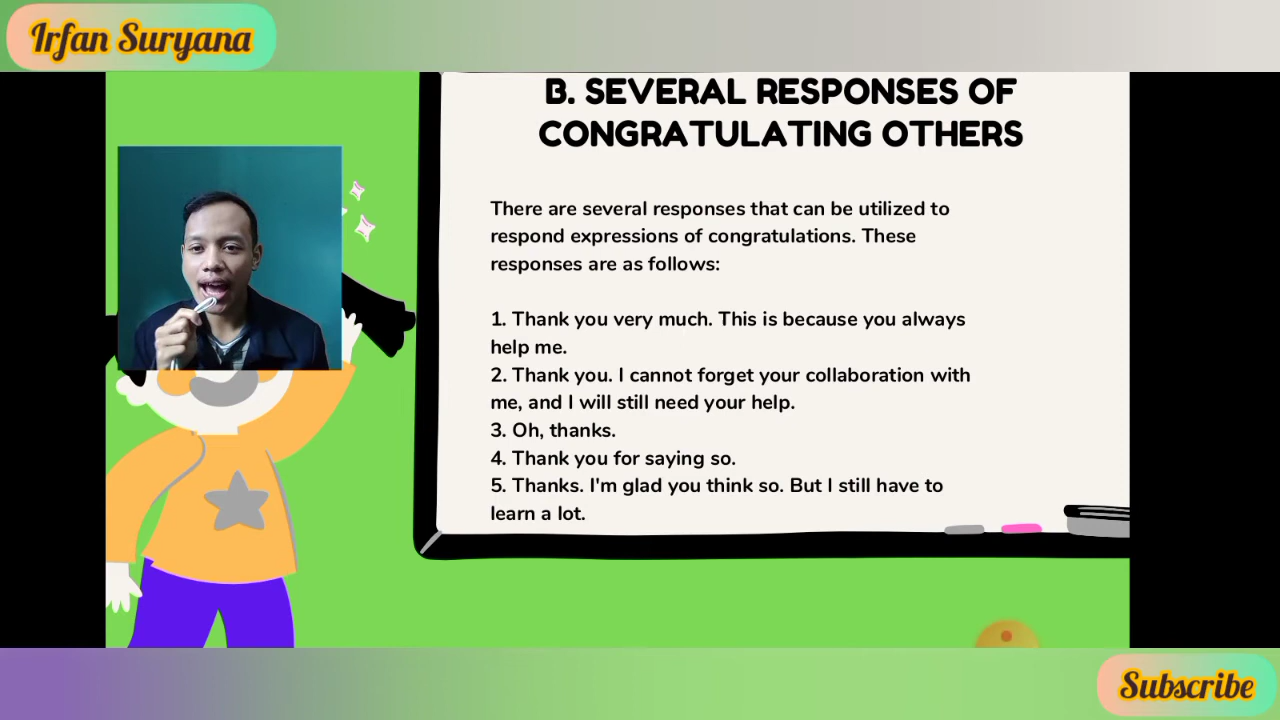 Irfan Suryana
B. SEVERAL RESPONSES OF
CONGRATULATING OTHERS
There are several responses that can be utilized to
respond expressions of congratulations. These
responses are as follows:
1. Thank you very much. This is because you always
help me.
2. Thank you. I cannot forget your collaboration with
me, and I will still need your help.
3. Oh, thanks.
4. Thank you for saying so.
5. Thanks. I'm glad you think so. But I still have to
learn a lot.
Subscribe